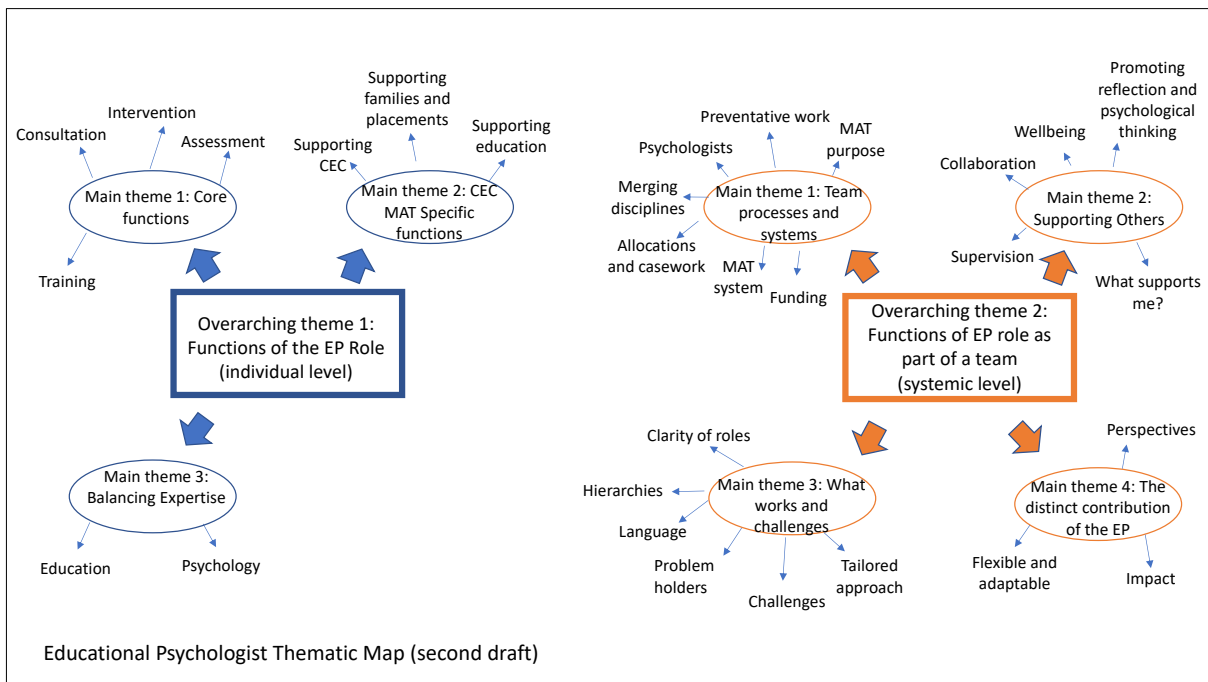 Intervention
Consultation
Assessment
Main theme 1: Core
functions
Training
Supporting
families and
placements
Supporting
CEC
Supporting
education
Main theme 2: CEC
MAT Specific
functions
Overarching theme 1:
Functions of the EP Role
(individual level)
Main theme 3:
Balancing Expertise
Education
Psychology
Preventative work
Psychologists
MAT
purpose
Merging
disciplines
Main theme 1: Team
processes and
systems
Allocations
and casework
MAT
system
Funding
Promoting
reflection and
psychological
thinking
Wellbeing
Collaboration
Main theme 2:
Supporting Others
Supervision
What supports
me?
Overarching theme 2:
Functions of EP role as
part of a team
(systemic level)
Clarity of roles
Hierarchies
Language
Main theme 3: What
works and
challenges
Problem
holders
Challenges
Tailored
approach
Perspectives
Main theme 4: The
distinct contribution
of the EP
Flexible and
adaptable
Impact
Educational Psychologist Thematic Map (second draft)